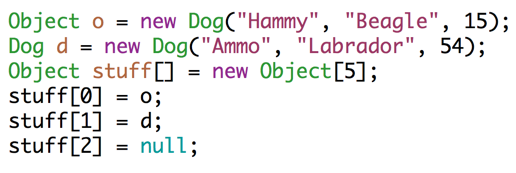 Object o = new Dog("Hammy", "Beagle", 15);
Dog d = new Dog("Ammo", "Labrador", 54);
Object stuff[] = new Object[5];
stuff[0] = o;
stuff[1] = d;
stuff[2] = null;